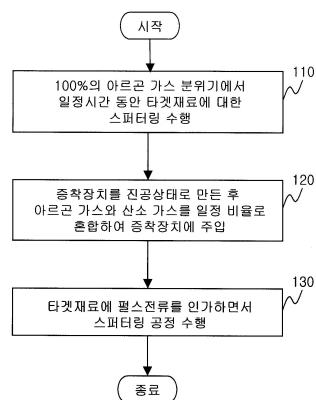 시작
110
100%의 아르곤 가스 분위기에서
일정시간 동안 타겟재료에 대한
스퍼터링 수행
120
증착장치를 진공상태로 만든 후
아르곤 가스와 산소 가스를 일정 비율로
혼합하여 증착장치에 주입
130
타겟재료에 펄스전류를 인가하면서
스퍼터링 공정 수행
종료